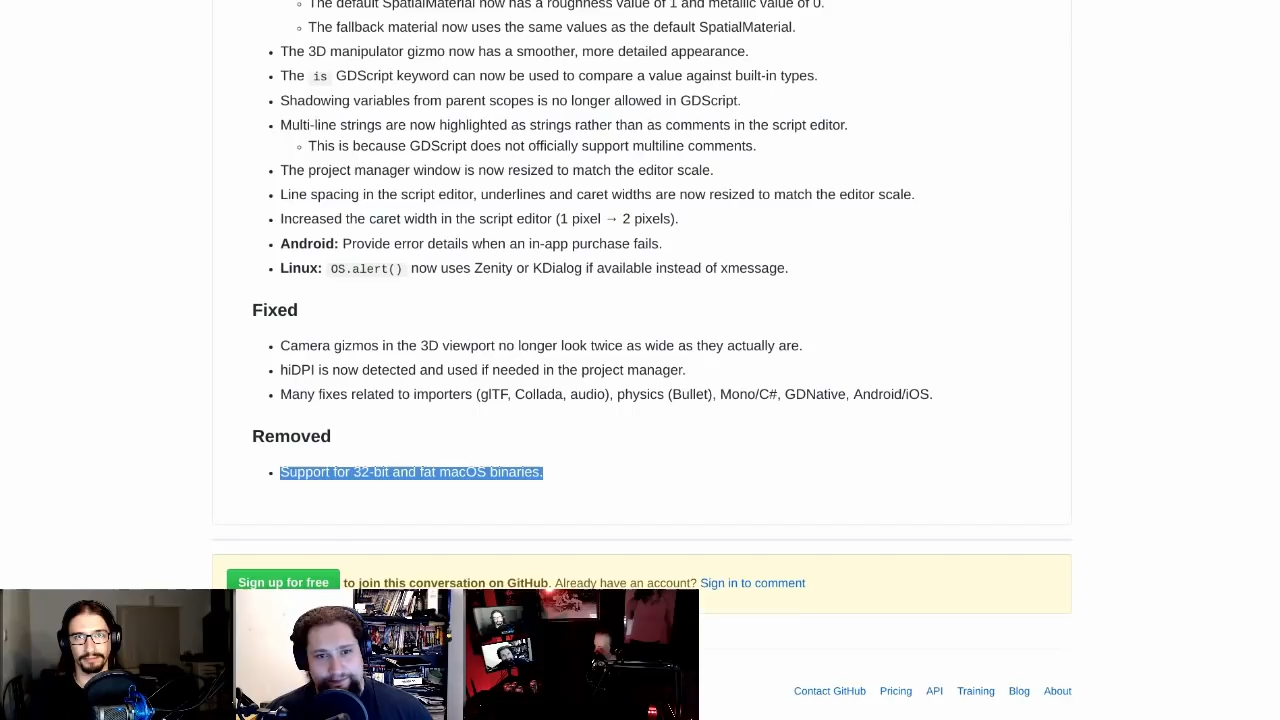 The default SpatialMaterial now has a roughness value of 1 and metallic value of 0.
The fallback material now uses the same values as the default SpatialMaterial.
The 3D manipulator gizmo now has a smoother, more detailed appearance.
The is GDScript keyword can now be used to compare a value against built-in types.
Shadowing variables from parent scopes is no longer allowed in GDScript.
Multi-line strings are now highlighted as strings rather than as comments in the script editor.
This is because GDScript does not officially support multiline comments.
The project manager window is now resized to match the editor scale.
Line spacing in the script editor, underlines and caret widths are now resized to match the editor scale.
Increased the caret width in the script editor (1 pixel → 2 pixels).
Android: Provide error details when an in-app purchase fails.
Linux: OS.alert() now uses Zenity or KDialog if available instead of xmessage.
Fixed
Camera gizmos in the 3D viewport no longer look twice as wide as they actually are.
hiDPI is now detected and used if needed in the project manager.
Many fixes related to importers (glTF, Collada, audio), physics (Bullet), Mono/C#, GDNative, Android/iOS.
Removed
Support for 32-bit and fat macOS binaries.
Sign up for free to join this conversation on GitHub. Already have an account? Sign in to comment
Contact GitHub Pricing API Training Blog About